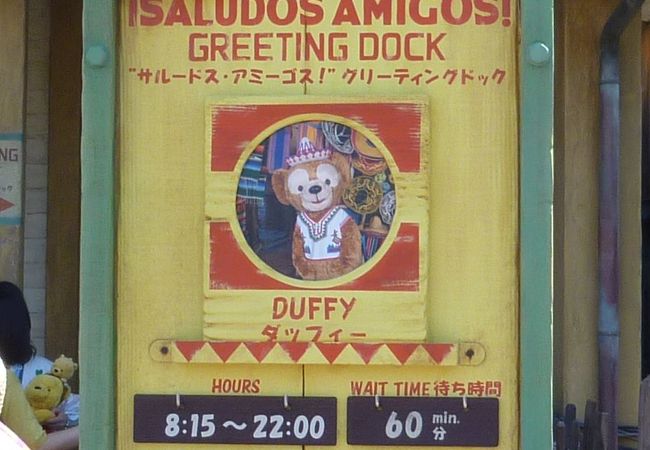 ¡SALUDOS AMIGOS!
GREETING DOCK
"サルードス・アミーゴス!" グリーティングドック
DUFFY
ダッフィー
HOURS
WAIT TIME 待ち時間
8:15～22:00
60 min. 分
NG